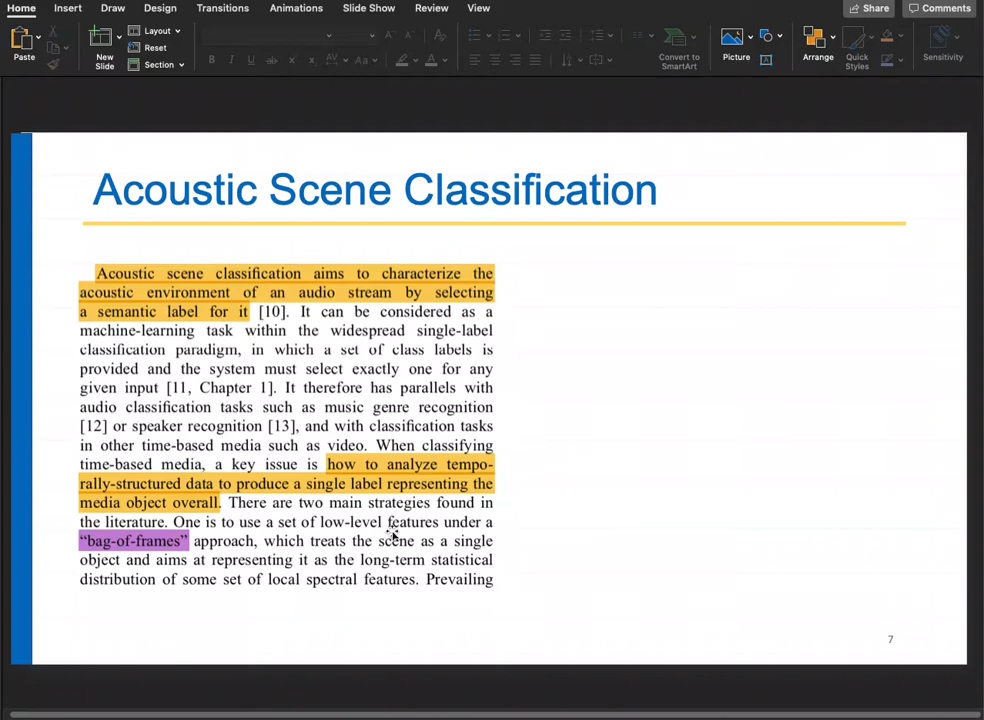 Home Insert Draw Design Transitions Animations Slide Show Review View Share Comments
Paste
New Slide
Layout
Reset
Section
B I U ab x x AV Aa A
Convert to SmartArt
Picture
Arrange
Quick Styles
Sensitivity
Acoustic Scene Classification
Acoustic scene classification aims to characterize the
acoustic environment of an audio stream by selecting
a semantic label for it [10]. It can be considered as a
machine-learning task within the widespread single-label
classification paradigm, in which a set of class labels is
provided and the system must select exactly one for any
given input [11, Chapter 1]. It therefore has parallels with
audio classification tasks such as music genre recognition
[12] or speaker recognition [13], and with classification tasks
in other time-based media such as video. When classifying
time-based media, a key issue is how to analyze tempo-
rally-structured data to produce a single label representing the
media object overall. There are two main strategies found in
the literature. One is to use a set of low-level features under a
“bag-of-frames” approach, which treats the scene as a single
object and aims at representing it as the long-term statistical
distribution of some set of local spectral features. Prevailing
7